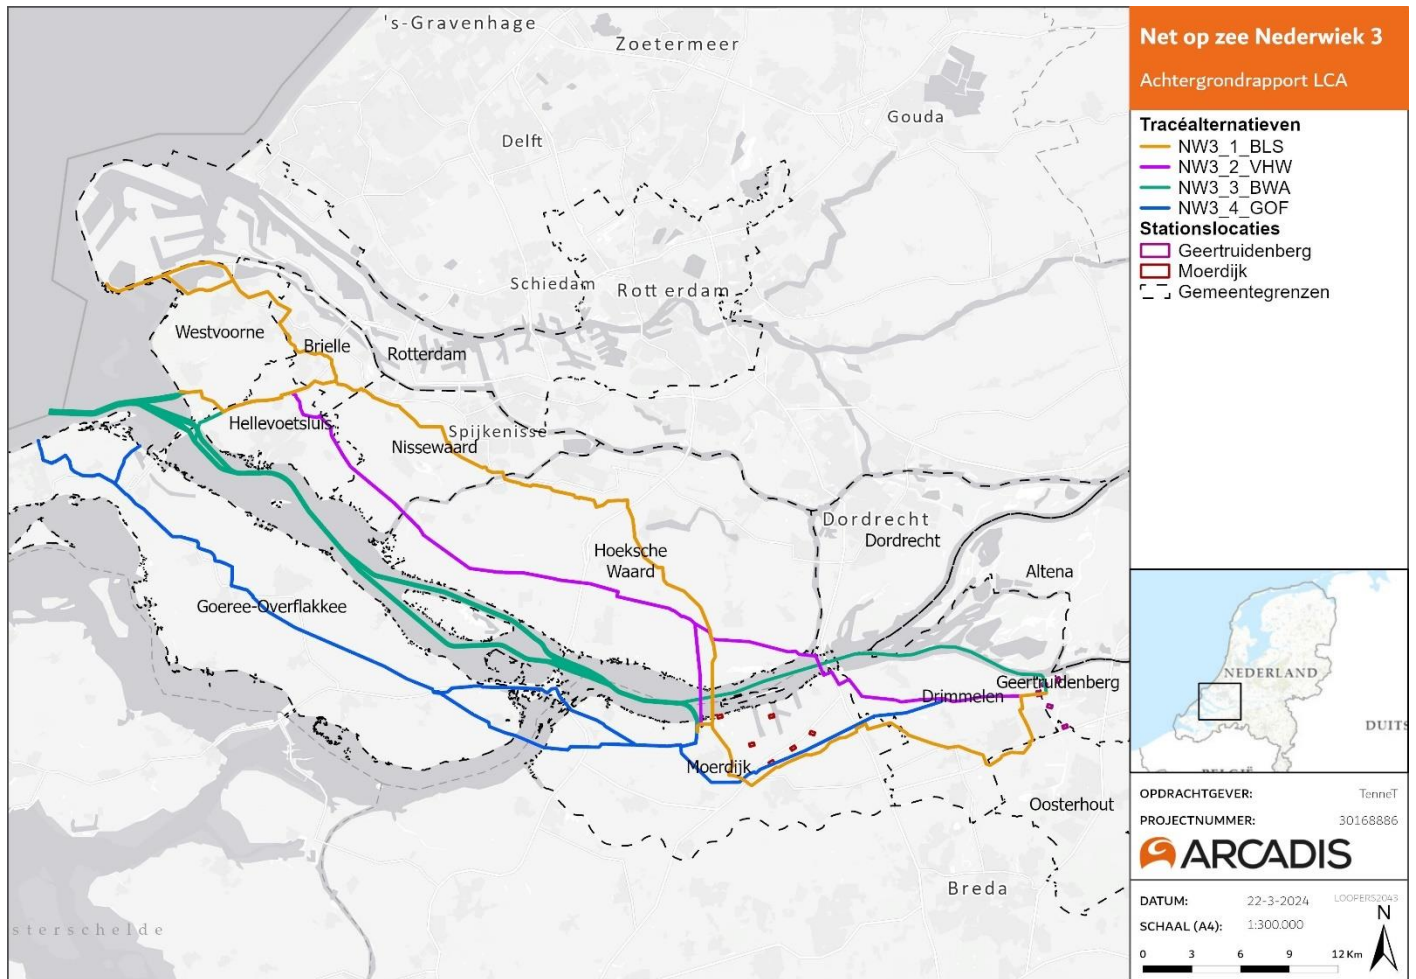 's-Gravenhage
Zoetermeer
Gouda
Delft
Schiedam
Rotterdam
Westvoorne
Brielle
Rotterdam
Hellevoetsluis
Spijkenisse
Nissewaard
Dordrecht
Dordrecht
Hoeksche
Waard
Altena
Goeree-Overflakkee
Geertruidenberg
Drimmelen
Moerdijk
Oosterhout
Breda
sterschelde
Net op zee Nederwiek 3
Achtergrondrapport LCA
Tracéalternatieven
NW3_1_BLS
NW3_2_VHW
NW3_3_BWA
NW3_4_GOF
Stationslocaties
Geertruidenberg
Moerdijk
Gemeentegrenzen
NEDERLAND
DUITS
BELGIË
OPDRACHTGEVER: TenneT
PROJECTNUMMER: 30168886
ARCADIS
DATUM: 22-3-2024 LOOPERS2043
SCHAAL (A4): 1:300.000
N
0 3 6 9 12 Km